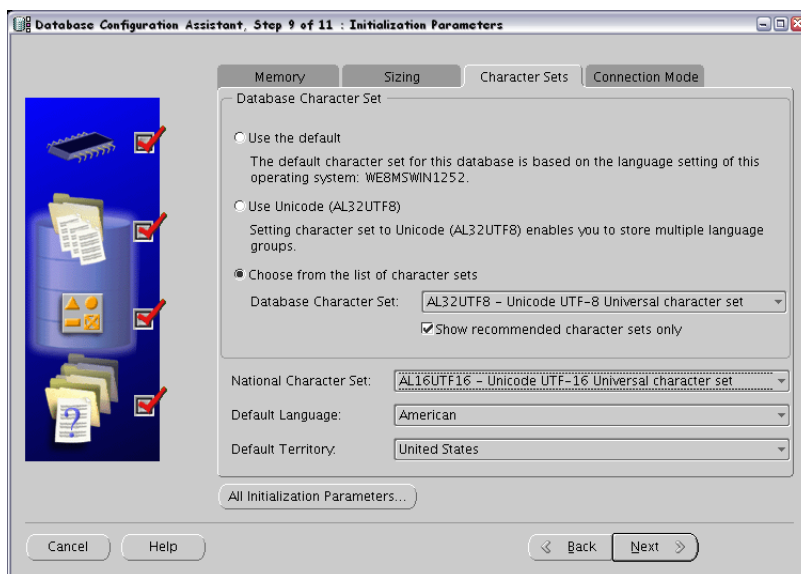 Database Configuration Assistant, Step 9 of 11 : Initialization Parameters
Memory
Sizing
Character Sets
Connection Mode
Database Character Set
Use the default
The default character set for this database is based on the language setting of this
operating system: WE8MSWIN1252.
Use Unicode (AL32UTF8)
Setting character set to Unicode (AL32UTF8) enables you to store multiple language
groups.
Choose from the list of character sets
Database Character Set: AL32UTF8 - Unicode UTF-8 Universal character set
Show recommended character sets only
National Character Set: AL16UTF16 - Unicode UTF-16 Universal character set
Default Language: American
Default Territory: United States
All Initialization Parameters...
Cancel
Help
Back
Next
?